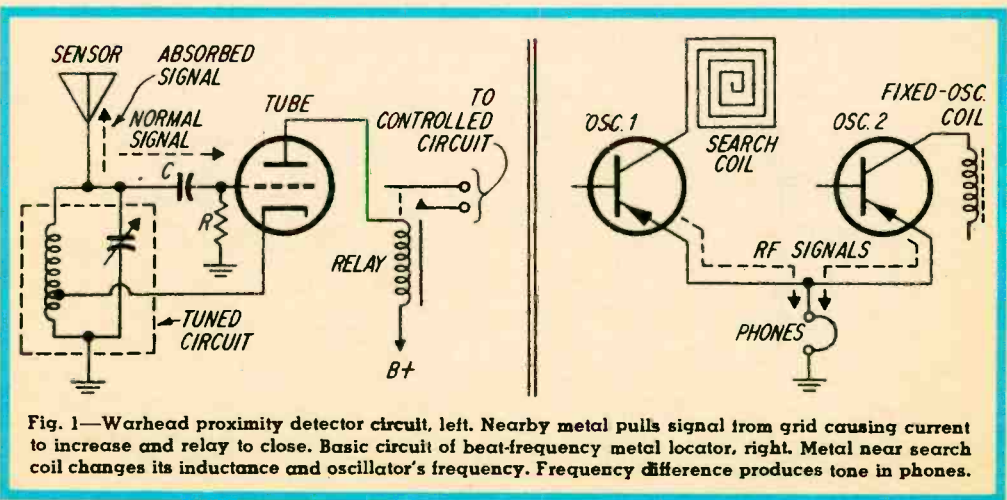 SENSOR
ABSORBED
SIGNAL
NORMAL
SIGNAL
TUBE
TO
CONTROLLED
CIRCUIT
C
R
RELAY
TUNED
CIRCUIT
B+
OSC. 1
SEARCH
COIL
OSC. 2
FIXED-OSC.
COIL
RF SIGNALS
PHONES
Fig. 1—Warhead proximity detector circuit, left. Nearby metal pulls signal from grid causing current
to increase and relay to close. Basic circuit of beat-frequency metal locator, right. Metal near search
coil changes its inductance and oscillator's frequency. Frequency difference produces tone in phones.